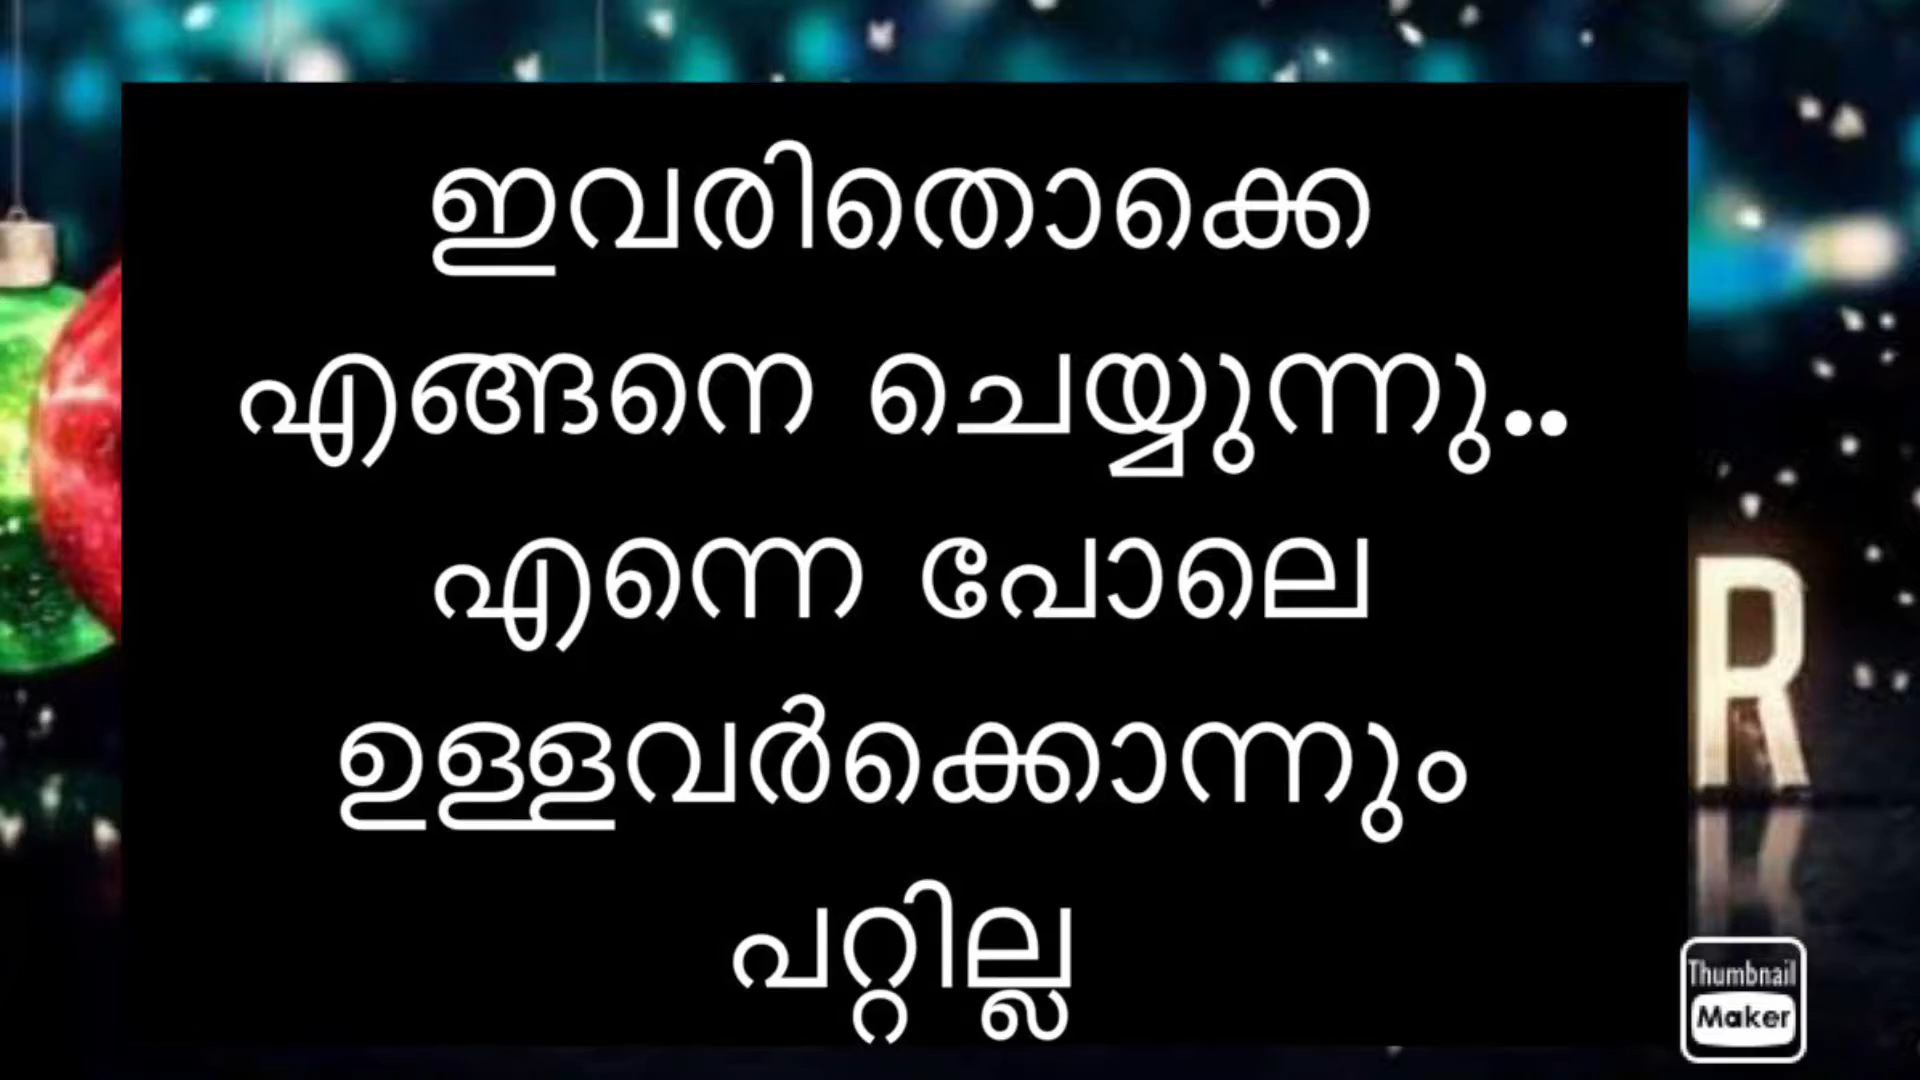 ഇവരിതൊക്കെ
എങ്ങനെ ചെയ്യുന്നു..
എന്നെ പോലെ
ഉള്ളവർക്കൊന്നും
പറ്റില്ല
R
Thumbnail
Maker